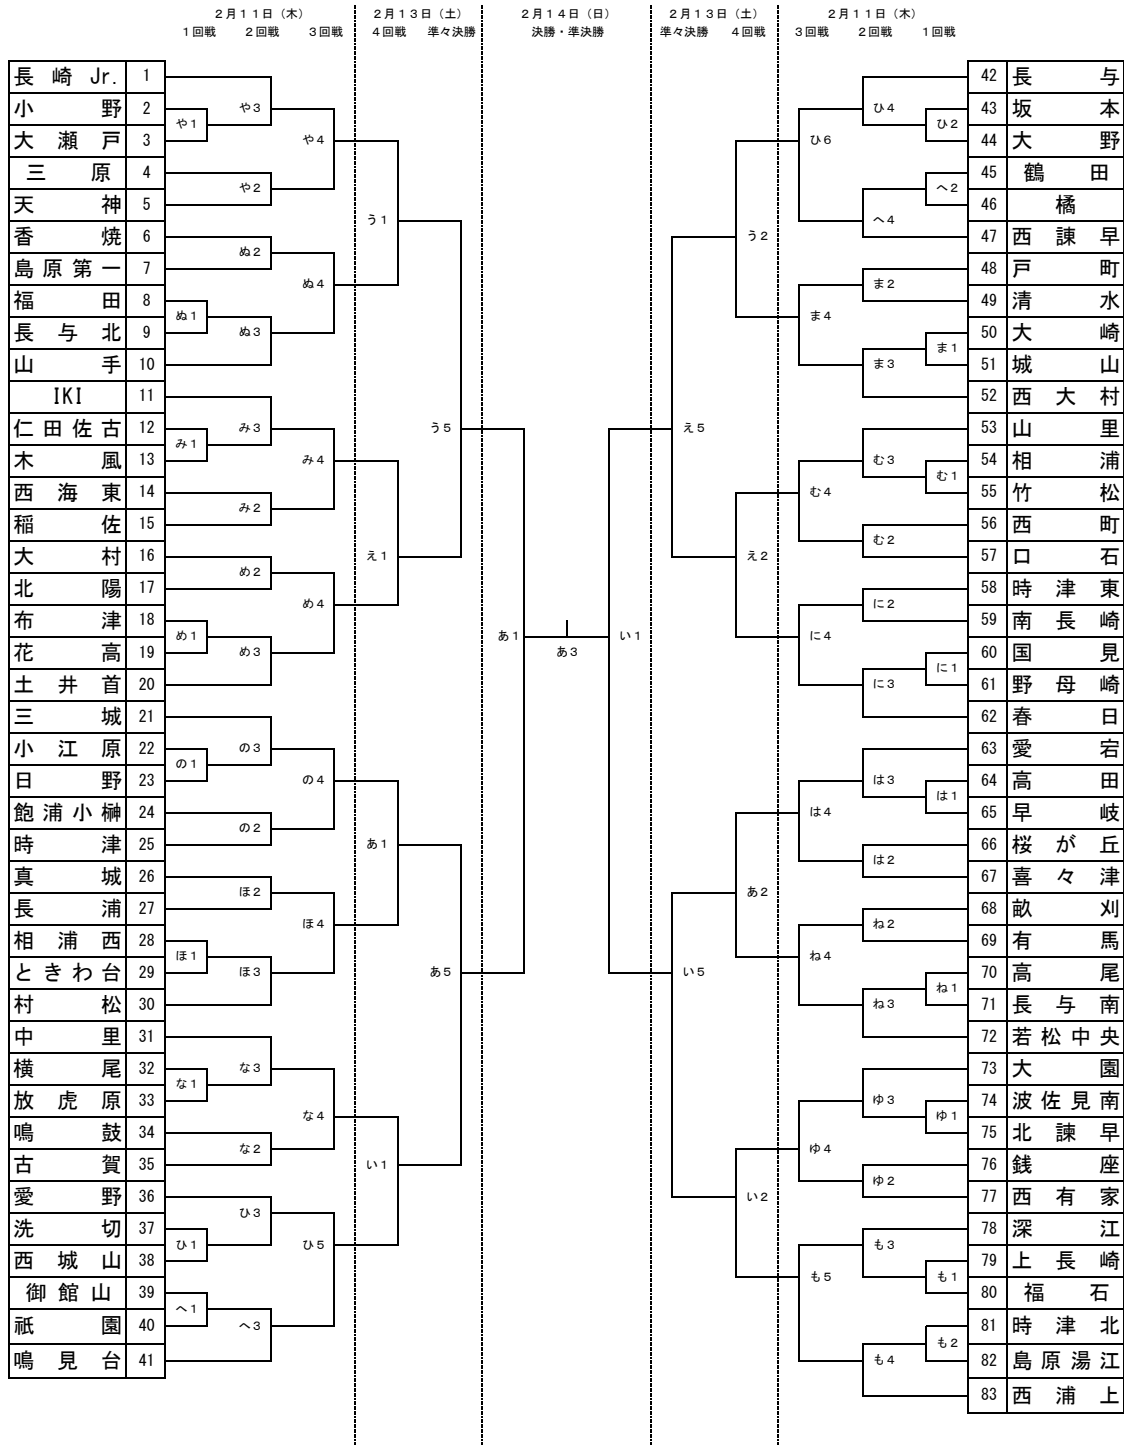 ２月１１日（木）
２月１３日（土）
２月１４日（日）
２月１３日（土）
２月１１日（木）
１回戦 ２回戦 ３回戦 ４回戦 準々決勝 決勝・準決勝 準々決勝 ４回戦 ３回戦 ２回戦 １回戦
長崎Jr. 1
小野 2
大瀬戸 3
三原 4
天神 5
香焼 6
島原第一 7
福田 8
長与北 9
山手 10
IKI 11
仁田佐古 12
木風 13
西海東 14
稲佐 15
大村 16
北陽 17
布津 18
花高 19
土井首 20
三城 21
小江原 22
日野 23
飽浦小榊 24
時津 25
真城 26
長浦 27
相浦西 28
ときわ台 29
村松 30
中里 31
横尾 32
放虎原 33
鳴鼓 34
古賀 35
愛野 36
洗切 37
西城山 38
御館山 39
祇園 40
鳴見台 41
や１
や３
や２
や４
ぬ２
ぬ１
ぬ３
ぬ４
み１
み３
み２
み４
め２
め１
め３
め４
の１
の３
の２
の４
ほ２
ほ１
ほ３
ほ４
な１
な３
な２
な４
ひ１
ひ３
へ１
へ３
ひ５
う１
え１
あ１
い１
う５
あ５
あ１
あ３
い１
え５
い５
う２
え２
あ２
い２
ひ６
ま４
む４
に４
は４
ね４
ゆ４
も５
ひ４
ひ２
へ２
へ４
ま２
ま１
ま３
む３
む１
む２
に２
に１
に３
は３
は１
は２
ね２
ね１
ね３
ゆ３
ゆ１
ゆ２
も３
も１
も２
も４
42 長与
43 坂本
44 大野
45 鶴田
46 橘
47 西諫早
48 戸町
49 清水
50 大崎
51 城山
52 西大村
53 山里
54 相浦
55 竹松
56 西町
57 口石
58 時津東
59 南長崎
60 国見
61 野母崎
62 春日
63 愛宕
64 高田
65 早岐
66 桜が丘
67 喜々津
68 畝刈
69 有馬
70 高尾
71 長与南
72 若松中央
73 大園
74 波佐見南
75 北諫早
76 銭座
77 西有家
78 深江
79 上長崎
80 福石
81 時津北
82 島原湯江
83 西浦上